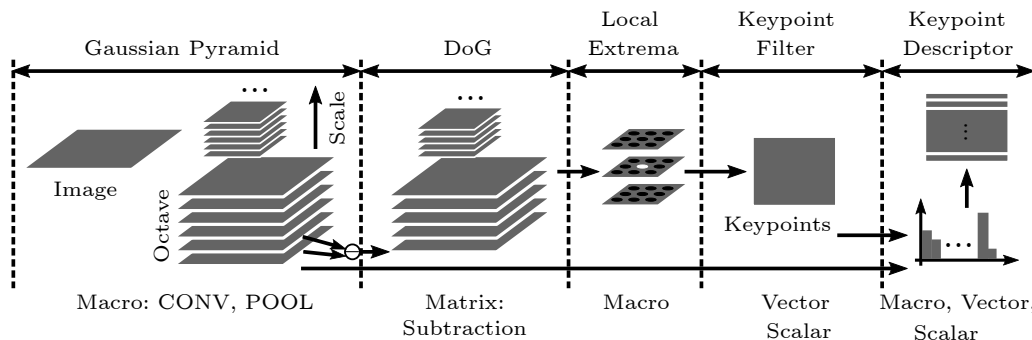 Gaussian Pyramid
DoG
Local
Extrema
Keypoint
Filter
Keypoint
Descriptor
...
Scale
...
Image
Octave
Keypoints
...
...
Macro: CONV, POOL
Matrix:
Subtraction
Macro
Vector
Scalar
Macro, Vector,
Scalar